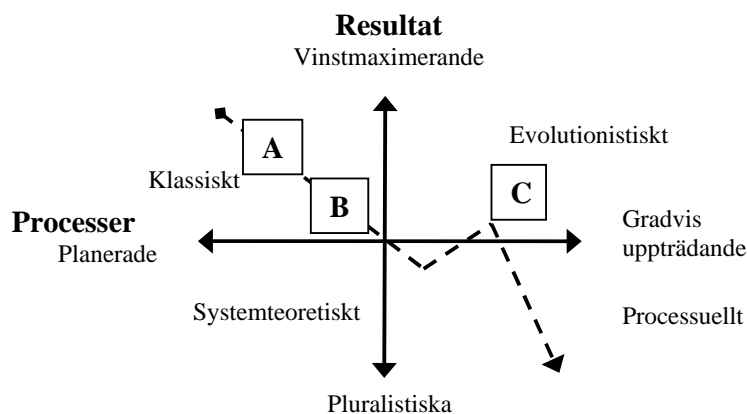 Resultat
Vinstmaximerande
Evolutionistiskt
A
Klassiskt
B
C
Processer
Planerade
Gradvis
uppträdande
Systemteoretiskt
Processuellt
Pluralistiska